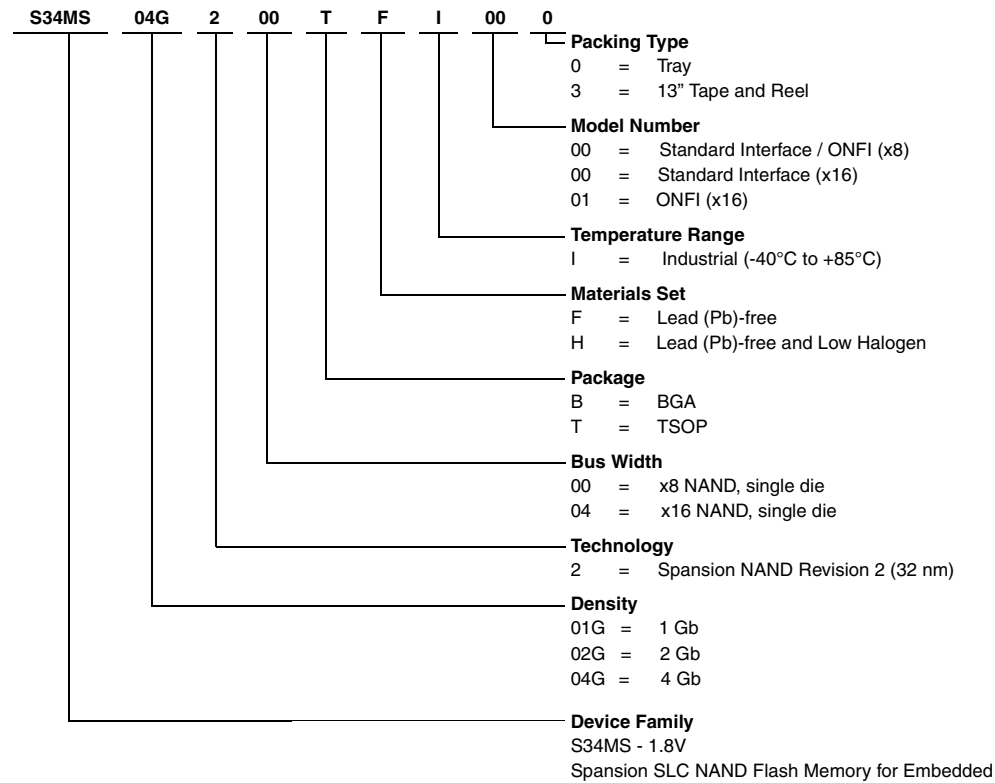 S34MS 04G 2 00 T F I 00 0
Packing Type
0 = Tray
3 = 13” Tape and Reel
Model Number
00 = Standard Interface / ONFI (x8)
00 = Standard Interface (x16)
01 = ONFI (x16)
Temperature Range
I = Industrial (-40°C to +85°C)
Materials Set
F = Lead (Pb)-free
H = Lead (Pb)-free and Low Halogen
Package
B = BGA
T = TSOP
Bus Width
00 = x8 NAND, single die
04 = x16 NAND, single die
Technology
2 = Spansion NAND Revision 2 (32 nm)
Density
01G = 1 Gb
02G = 2 Gb
04G = 4 Gb
Device Family
S34MS - 1.8V
Spansion SLC NAND Flash Memory for Embedded